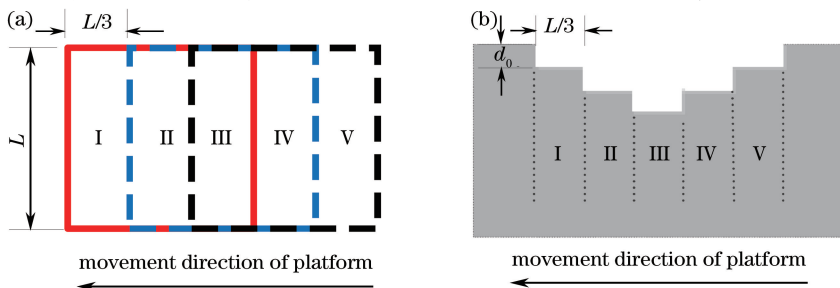 (a)
L/3
L
I
II
III
IV
V
movement direction of platform
(b)
L/3
d₀
I
II
III
IV
V
movement direction of platform